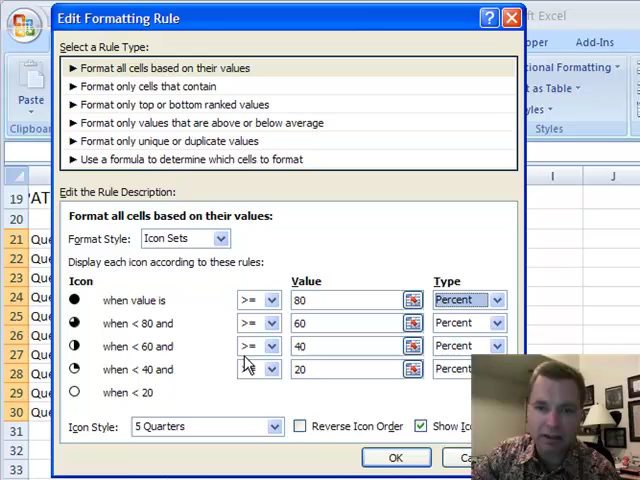 Edit Formatting Rule
ft Excel
oper Add-Ins
Paste
Clipboard
tional Formatting
t as Table
les
Styles
Select a Rule Type:
► Format all cells based on their values
► Format only cells that contain
► Format only top or bottom ranked values
► Format only values that are above or below average
► Format only unique or duplicate values
► Use a formula to determine which cells to format
Edit the Rule Description:
Format all cells based on their values:
Format Style: Icon Sets
Display each icon according to these rules:
Icon Value Type
when value is >= 80 Percent
when < 80 and >= 60 Percent
when < 60 and >= 40 Percent
when < 40 and >= 20 Percent
when < 20
Icon Style: 5 Quarters Reverse Icon Order Show Ico
OK Ca
I J
19 PAT
20
21 Que
22 Que
23 Que
24 Que
25 Que
26 Que
27 Que
28 Que
29 Que
30 Que
31
32
33